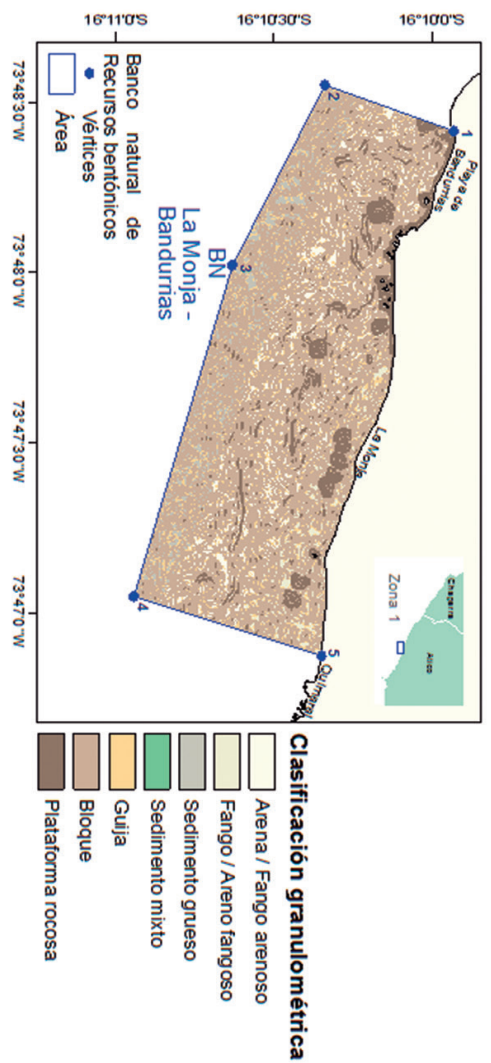 16°11'0"S
16°10'30"S
16°10'0"S
73°48'30"W
73°48'0"W
73°47'30"W
73°47'0"W
1
2
3
4
5
Playa de
Bandurrias
La Monja
Quimaral
BN
La Monja -
Bandurrias
Banco natural de
Recursos bentónicos
Vértices
Área
Chaparra
Atico
Zona 1
Clasificación granulométrica
Arena / Fango arenoso
Fango / Areno fangoso
Sedimento grueso
Sedimento mixto
Guija
Bloque
Plataforma rocosa